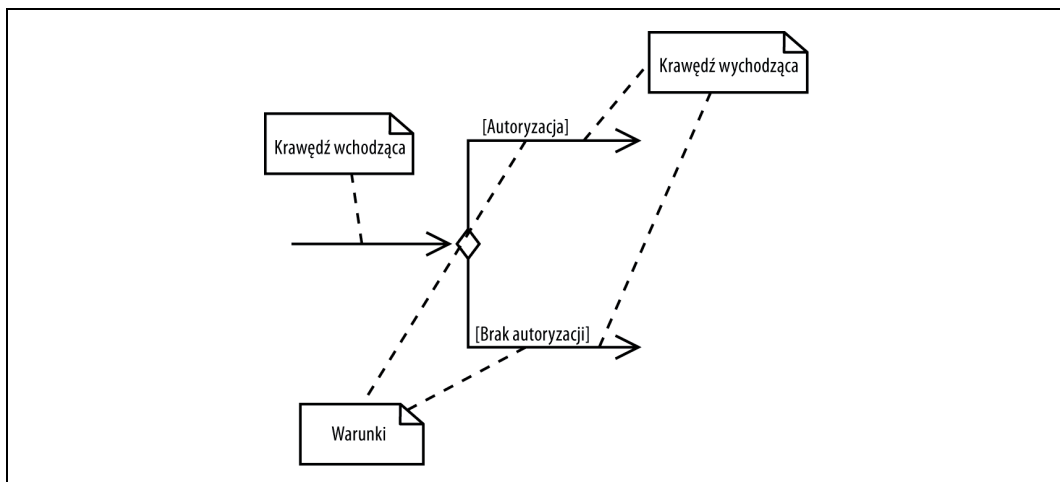 Krawędź wychodząca
[Autoryzacja]
Krawędź wchodząca
[Brak autoryzacji]
Warunki